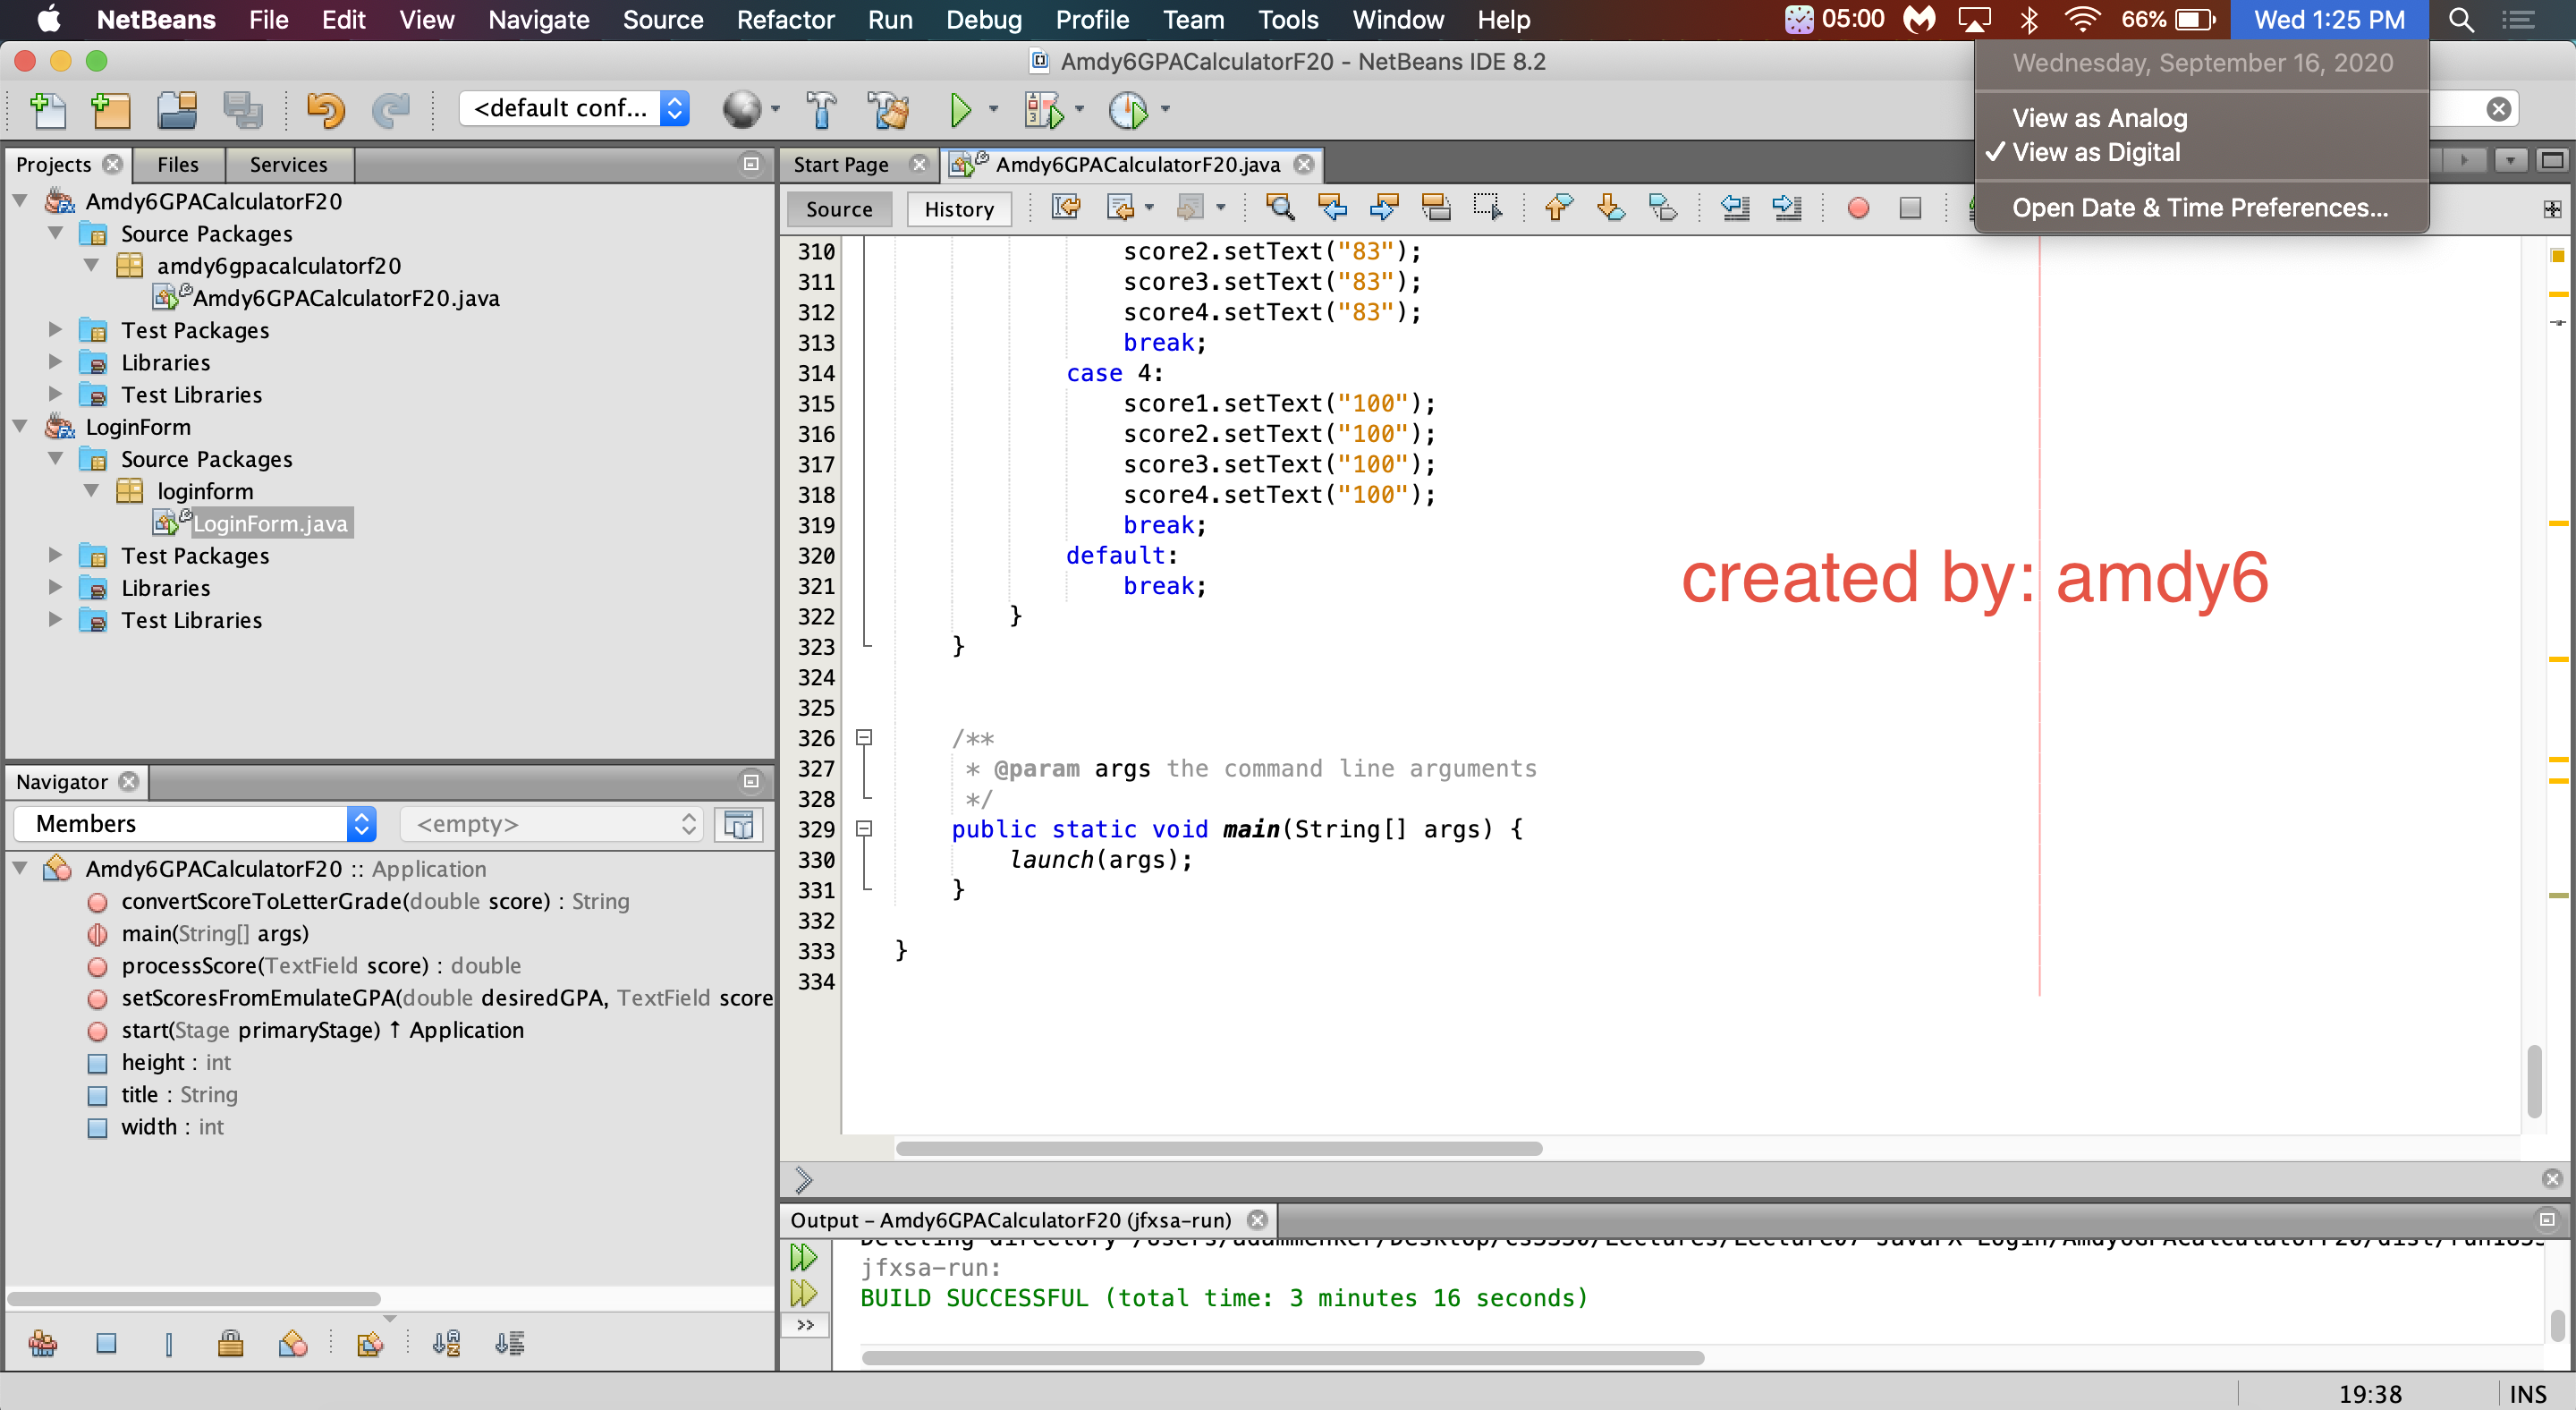 NetBeans File Edit View Navigate Source Refactor Run Debug Profile Team Tools Window Help 05:00 66% Wed 1:25 PM
Amdy6GPACalculatorF20 - NetBeans IDE 8.2
Wednesday, September 16, 2020
View as Analog
✓ View as Digital
Open Date & Time Preferences...
<default conf...
Projects Files Services
Amdy6GPACalculatorF20
Source Packages
amdy6gpacalculatorf20
Amdy6GPACalculatorF20.java
Test Packages
Libraries
Test Libraries
LoginForm
Source Packages
loginform
LoginForm.java
Test Packages
Libraries
Test Libraries
Navigator
Members <empty>
Amdy6GPACalculatorF20 :: Application
convertScoreToLetterGrade(double score) : String
main(String[] args)
processScore(TextField score) : double
setScoresFromEmulateGPA(double desiredGPA, TextField score
start(Stage primaryStage) ↑ Application
height : int
title : String
width : int
Start Page Amdy6GPACalculatorF20.java
Source History
310 score2.setText("83");
311 score3.setText("83");
312 score4.setText("83");
313 break;
314 case 4:
315 score1.setText("100");
316 score2.setText("100");
317 score3.setText("100");
318 score4.setText("100");
319 break;
320 default:
321 break;
322 }
323 }
324
325
326 /**
327 * @param args the command line arguments
328 */
329 public static void main(String[] args) {
330 launch(args);
331 }
332
333 }
334
created by: amdy6
Output - Amdy6GPACalculatorF20 (jfxsa-run)
Deleting directory /Users/adammenker/Desktop/
jfxsa-run:
BUILD SUCCESSFUL (total time: 3 minutes 16 seconds)
19:38 INS